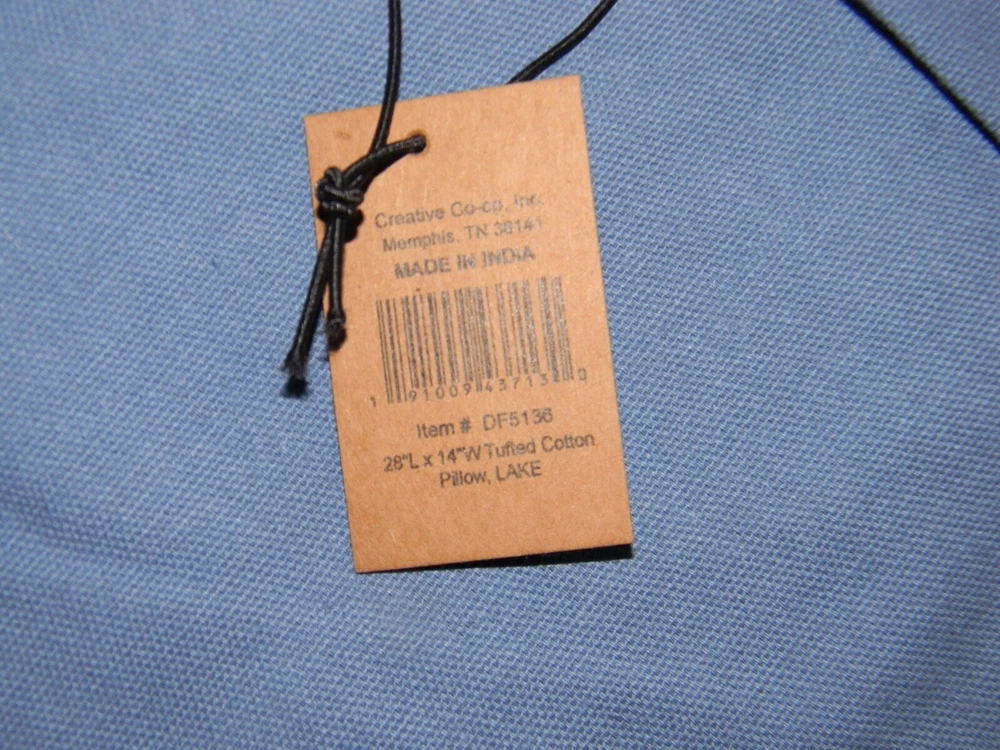 Creative Co-op, Inc.
Memphis, TN 38141
MADE IN INDIA
1 91009 43713 0
Item # DF5136
28"L x 14"W Tufted Cotton
Pillow, LAKE